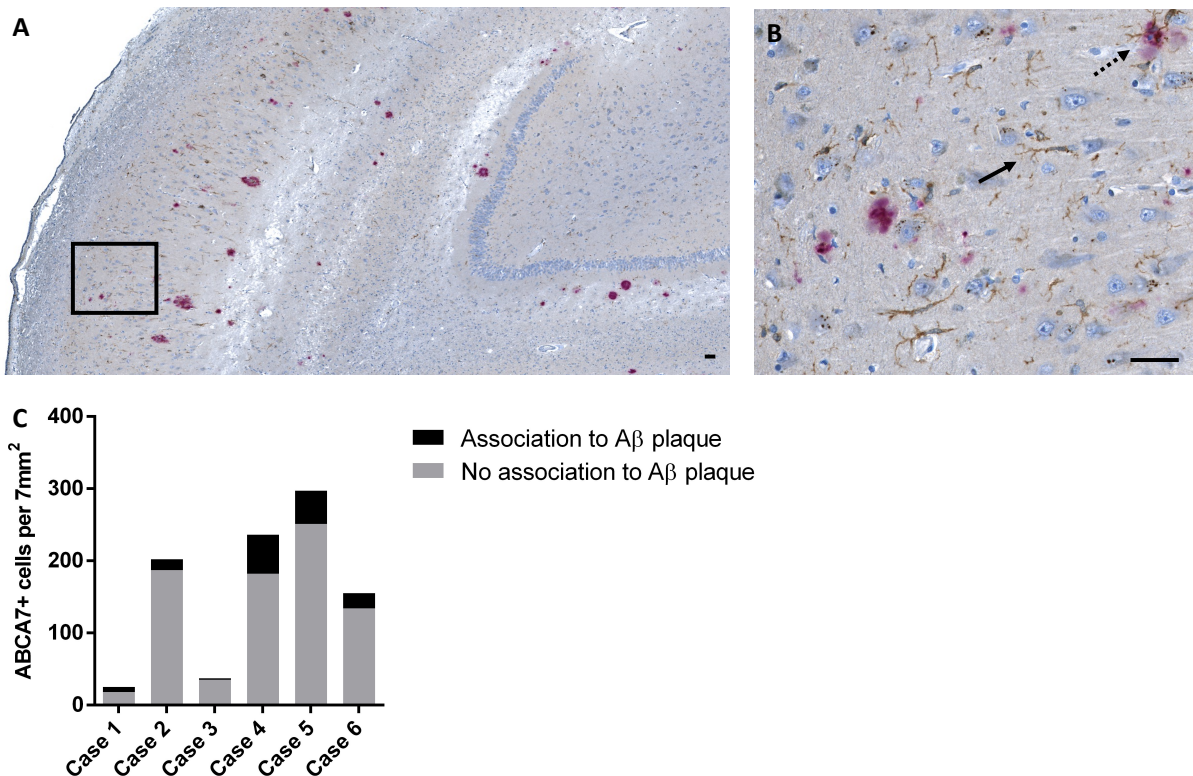 A
B
C
ABCA7+ cells per 7mm²
400
300
200
100
0
Case 1
Case 2
Case 3
Case 4
Case 5
Case 6
Association to Aβ plaque
No association to Aβ plaque